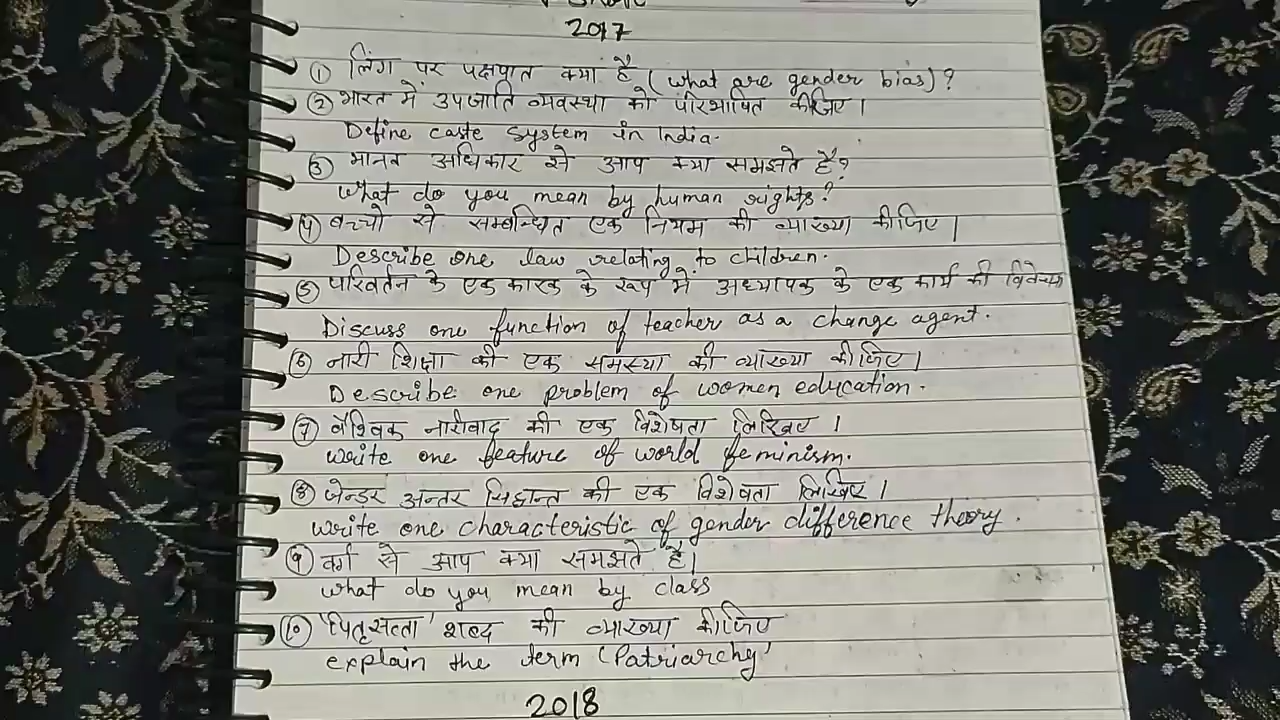 2017
① लिंग पर पक्षपात क्या है (what are gender bias)?
② भारत में उपजाति व्यवस्था को परिभाषित कीजिए।
Define caste system in India.
③ मानव अधिकार से आप क्या समझते है?
What do you mean by human rights?
④ बच्चों से सम्बन्धित एक नियम की व्याख्या कीजिए।
Describe one law relating to children.
⑤ परिवर्तन के एक कारक के रूप में अध्यापक के एक कार्य की विवेचना
Discuss one function of teacher as a change agent.
⑥ नारी शिक्षा की एक समस्या की व्याख्या कीजिए।
Describe one problem of women education.
⑦ वैश्विक नारीवाद की एक विशेषता लिखिए।
write one feature of world feminism.
⑧ जेन्डर अन्तर सिद्धान्त की एक विशेषता लिखिए।
write one characteristic of gender difference theory.
⑨ वर्ग से आप क्या समझते है।
what do you mean by class
⑩ 'पितृसत्ता' शब्द की व्याख्या कीजिए
explain the term 'Patriarchy'
2018